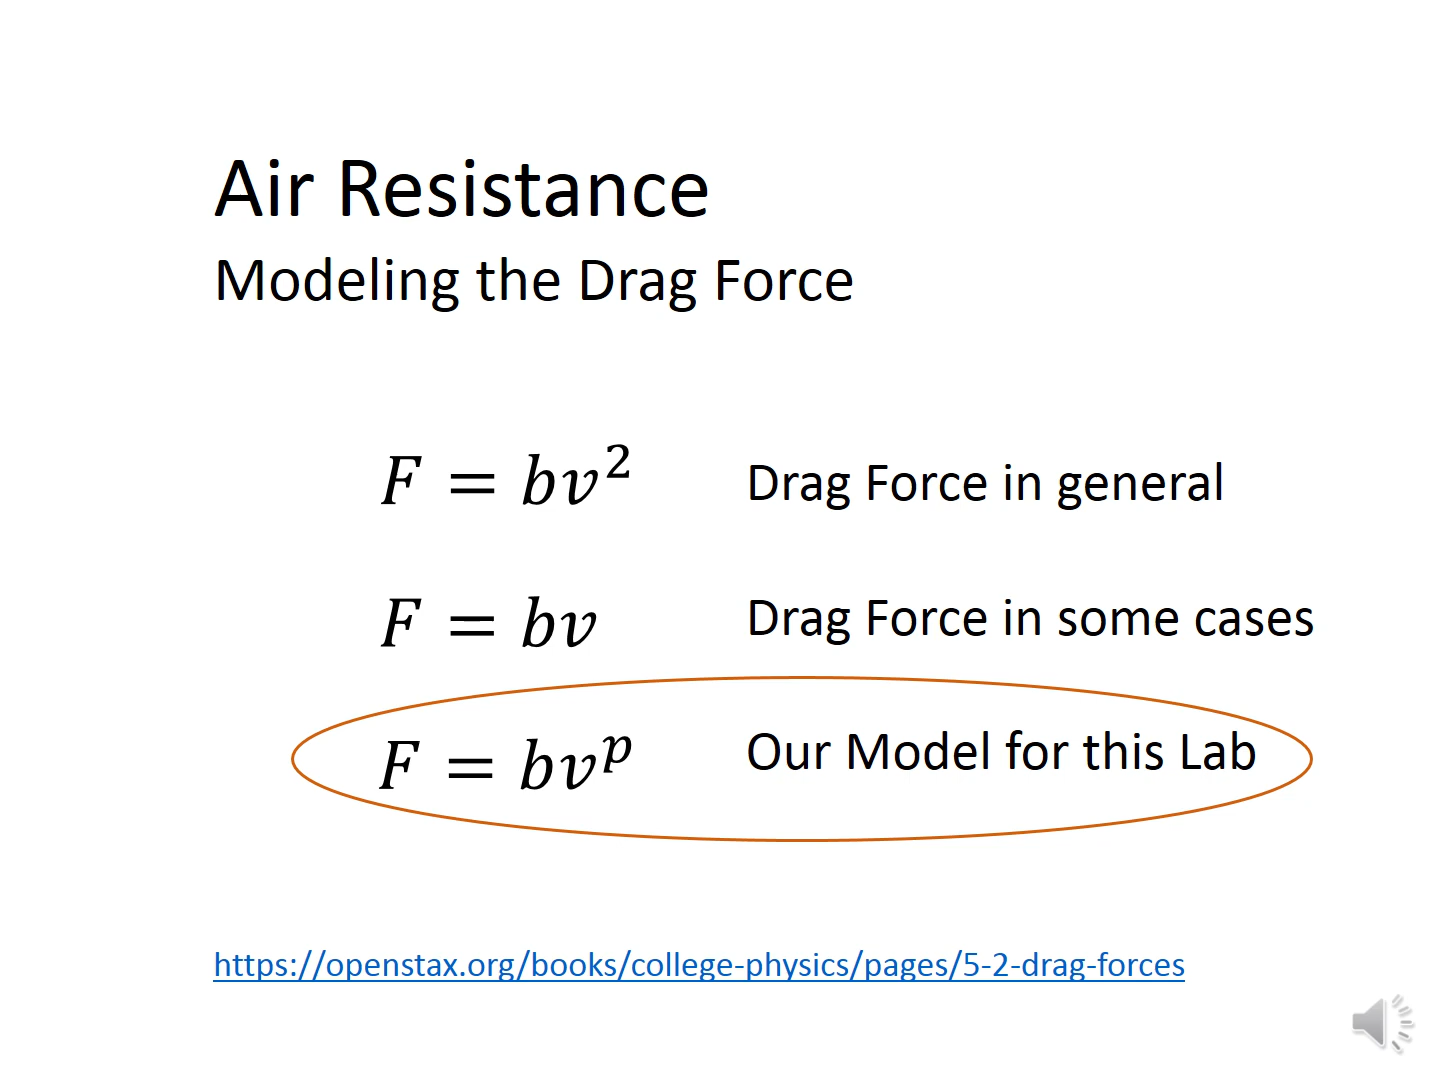 Air Resistance
Modeling the Drag Force
𝐹 = 𝑏𝑣² Drag Force in general
𝐹 = 𝑏𝑣 Drag Force in some cases
𝐹 = 𝑏𝑣ᵖ Our Model for this Lab
https://openstax.org/books/college-physics/pages/5-2-drag-forces